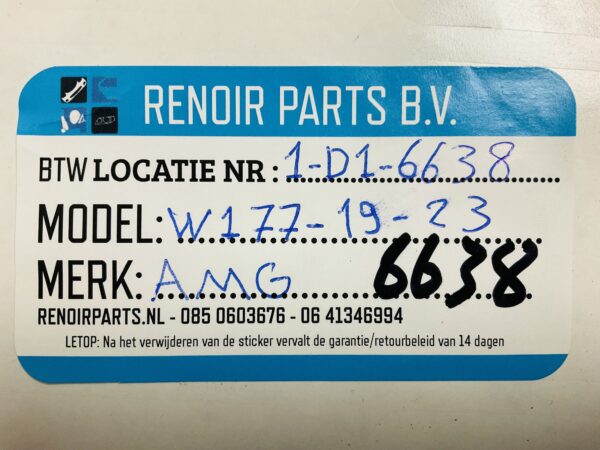 RENOIR PARTS B.V.
BTW LOCATIE NR : 1-D1-6638
MODEL: W177-19-23
MERK: AMG 6638
RENOIRPARTS.NL - 085 0603676 - 06 41346994
LETOP: Na het verwijderen van de sticker vervalt de garantie/retourbeleid van 14 dagen